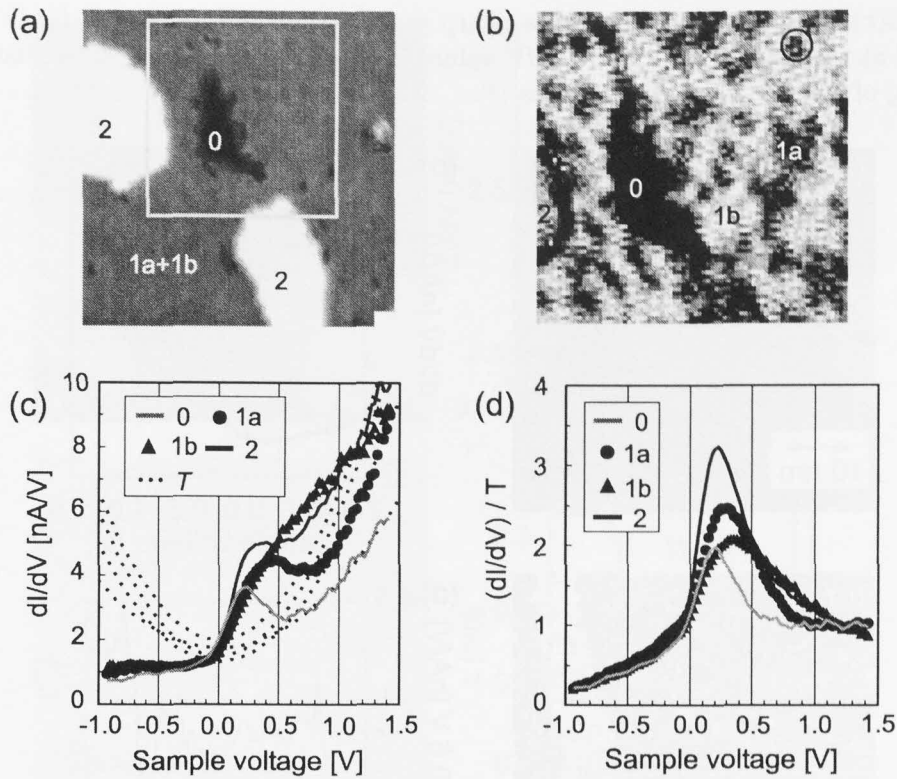 (a)
2
0
1a+1b
2
(b)
1a
0
2
1b
(c)
10
8
6
4
2
0
dI/dV [nA/V]
0 1a
1b 2
T
-1.0 -0.5 0.0 0.5 1.0 1.5
Sample voltage [V]
(d)
4
3
2
1
0
(dI/dV) / T
0
1a
1b
2
-1.0 -0.5 0.0 0.5 1.0 1.5
Sample voltage [V]